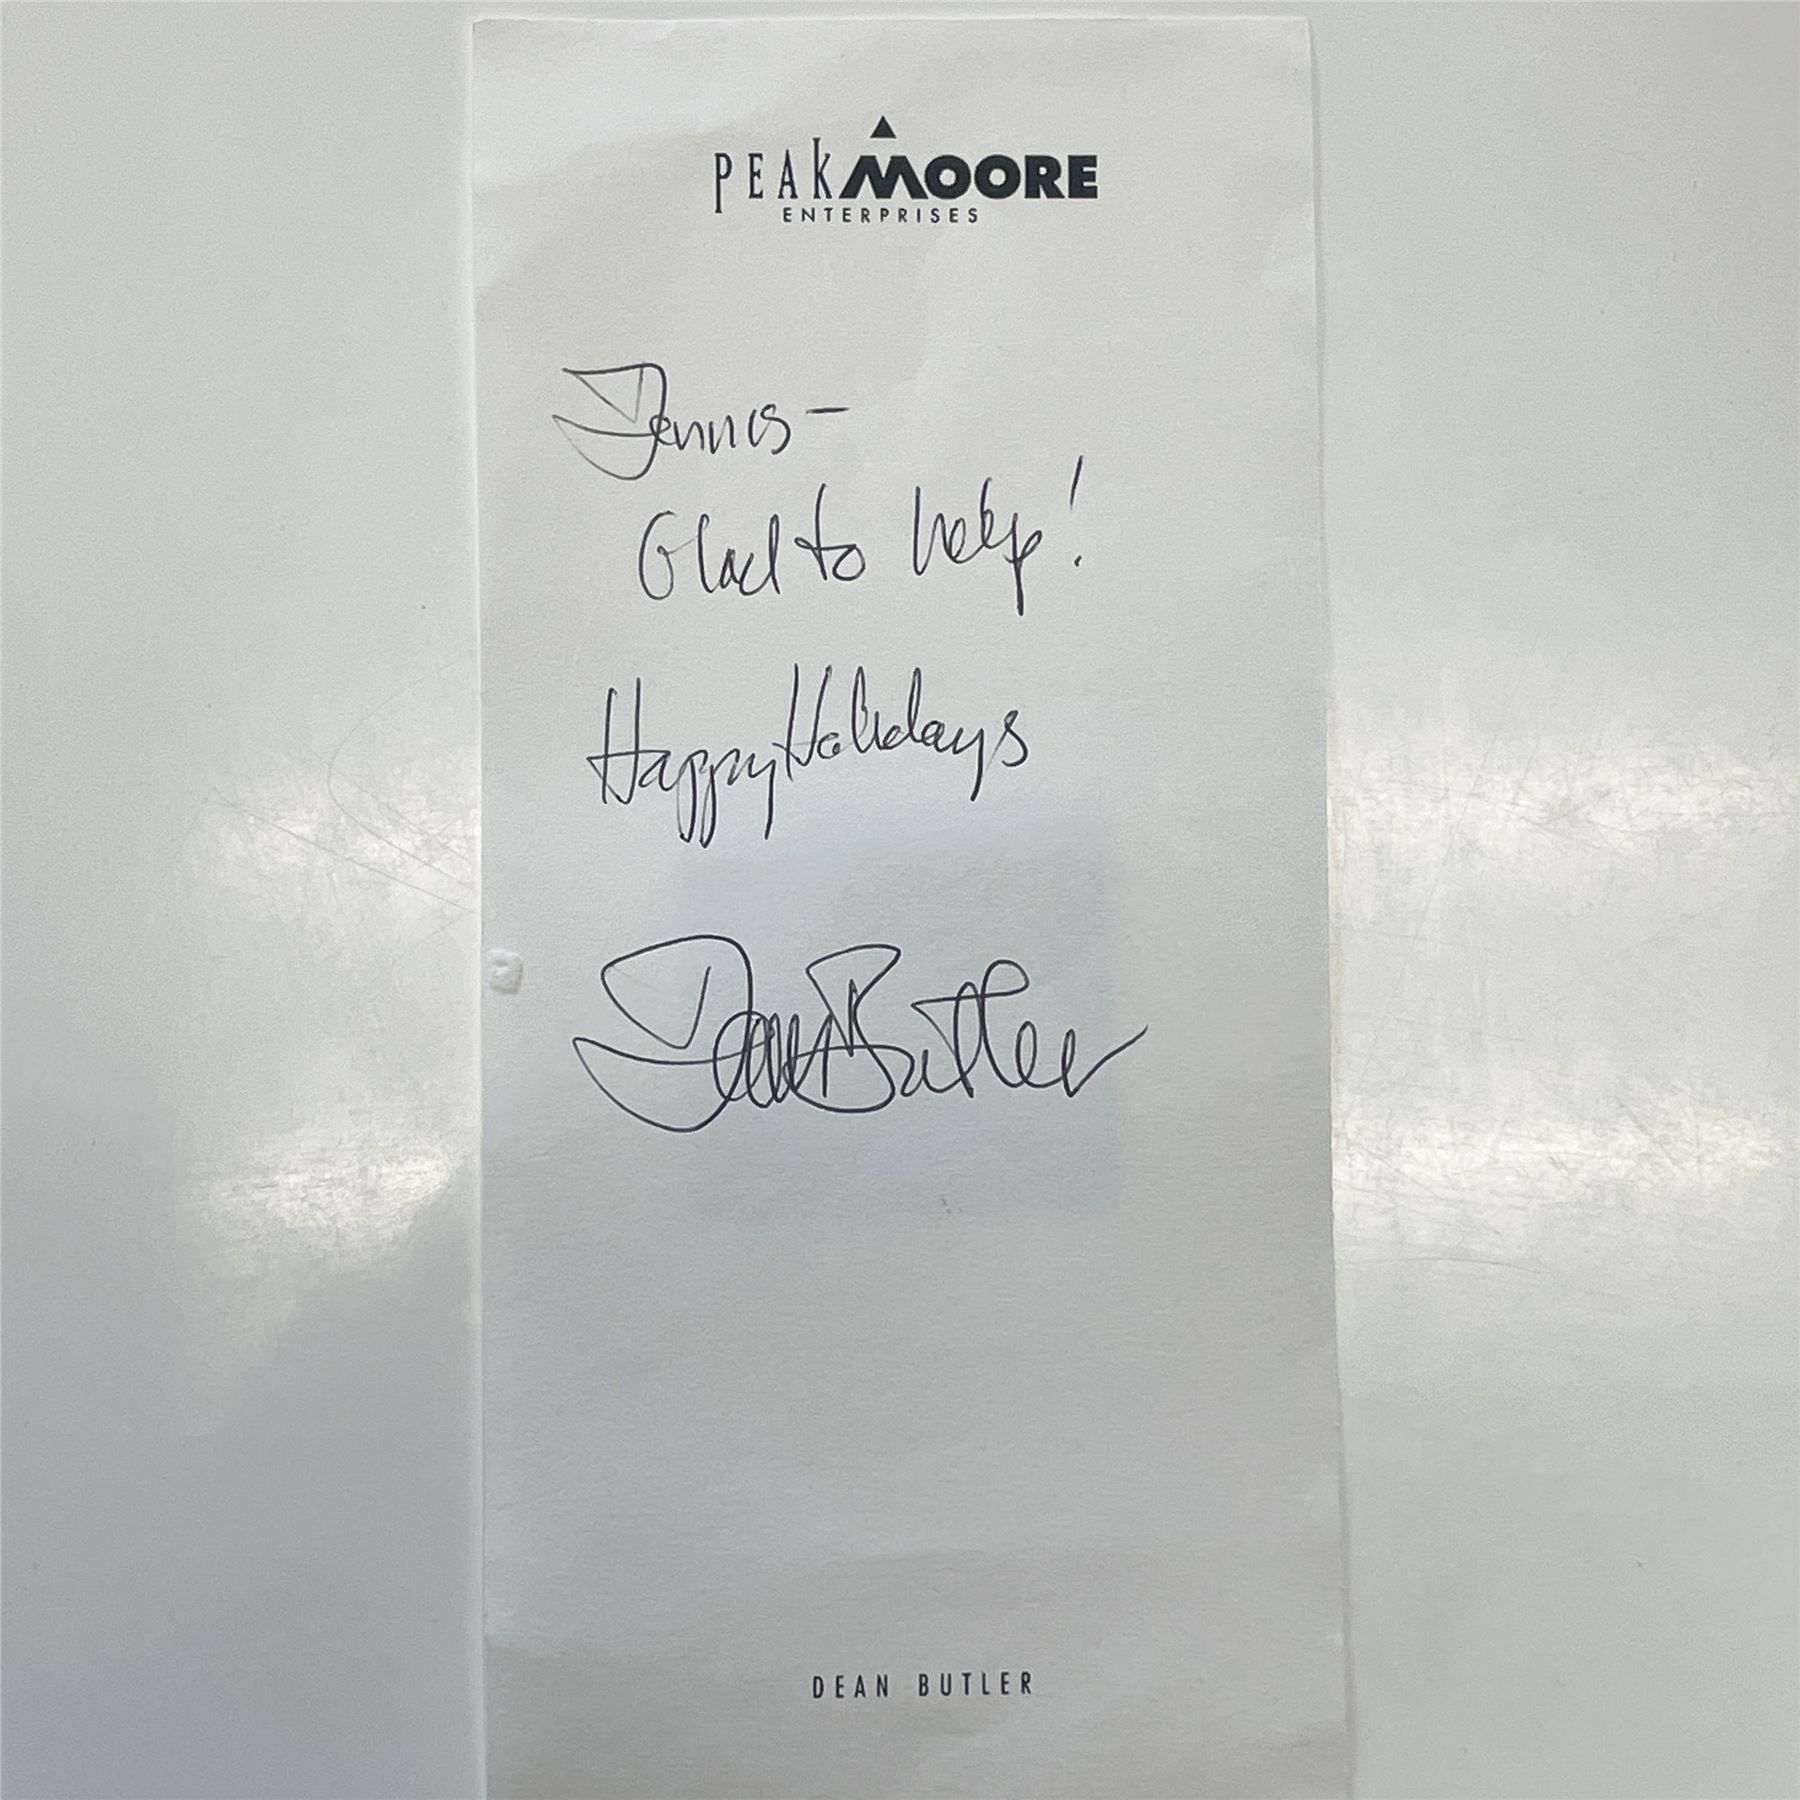 PEAK MOORE
ENTERPRISES
Dennis —
Glad to help!
Happy Holidays
Dean Butler
DEAN BUTLER